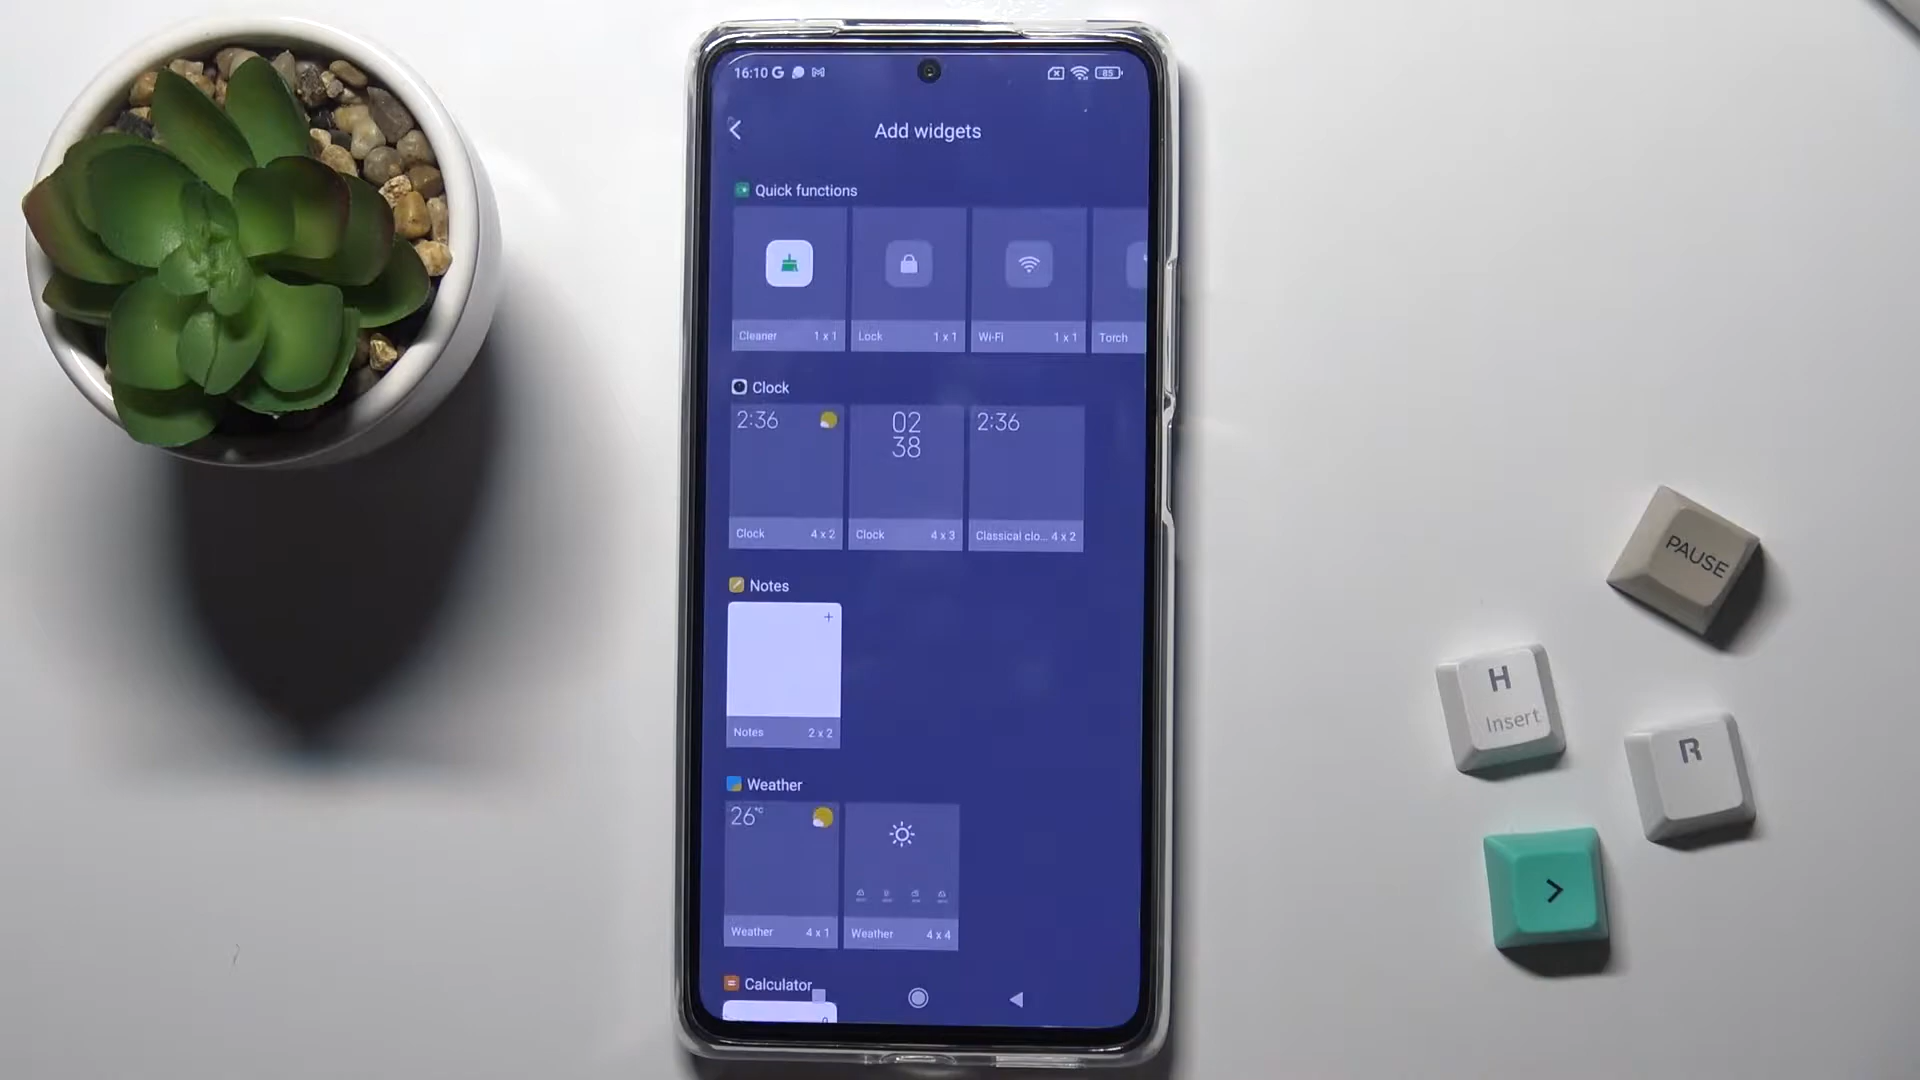 16:10
85
Add widgets
Quick functions
Cleaner 1 x 1
Lock 1 x 1
Wi-Fi 1 x 1
Torch
Clock
2:36
02
38
2:36
Clock 4 x 2
Clock 4 x 3
Classical clo... 4 x 2
Notes
Notes 2 x 2
Weather
26°C
Weather 4 x 1
Weather 4 x 4
Calculator
PAUSE
H
Insert
R
>